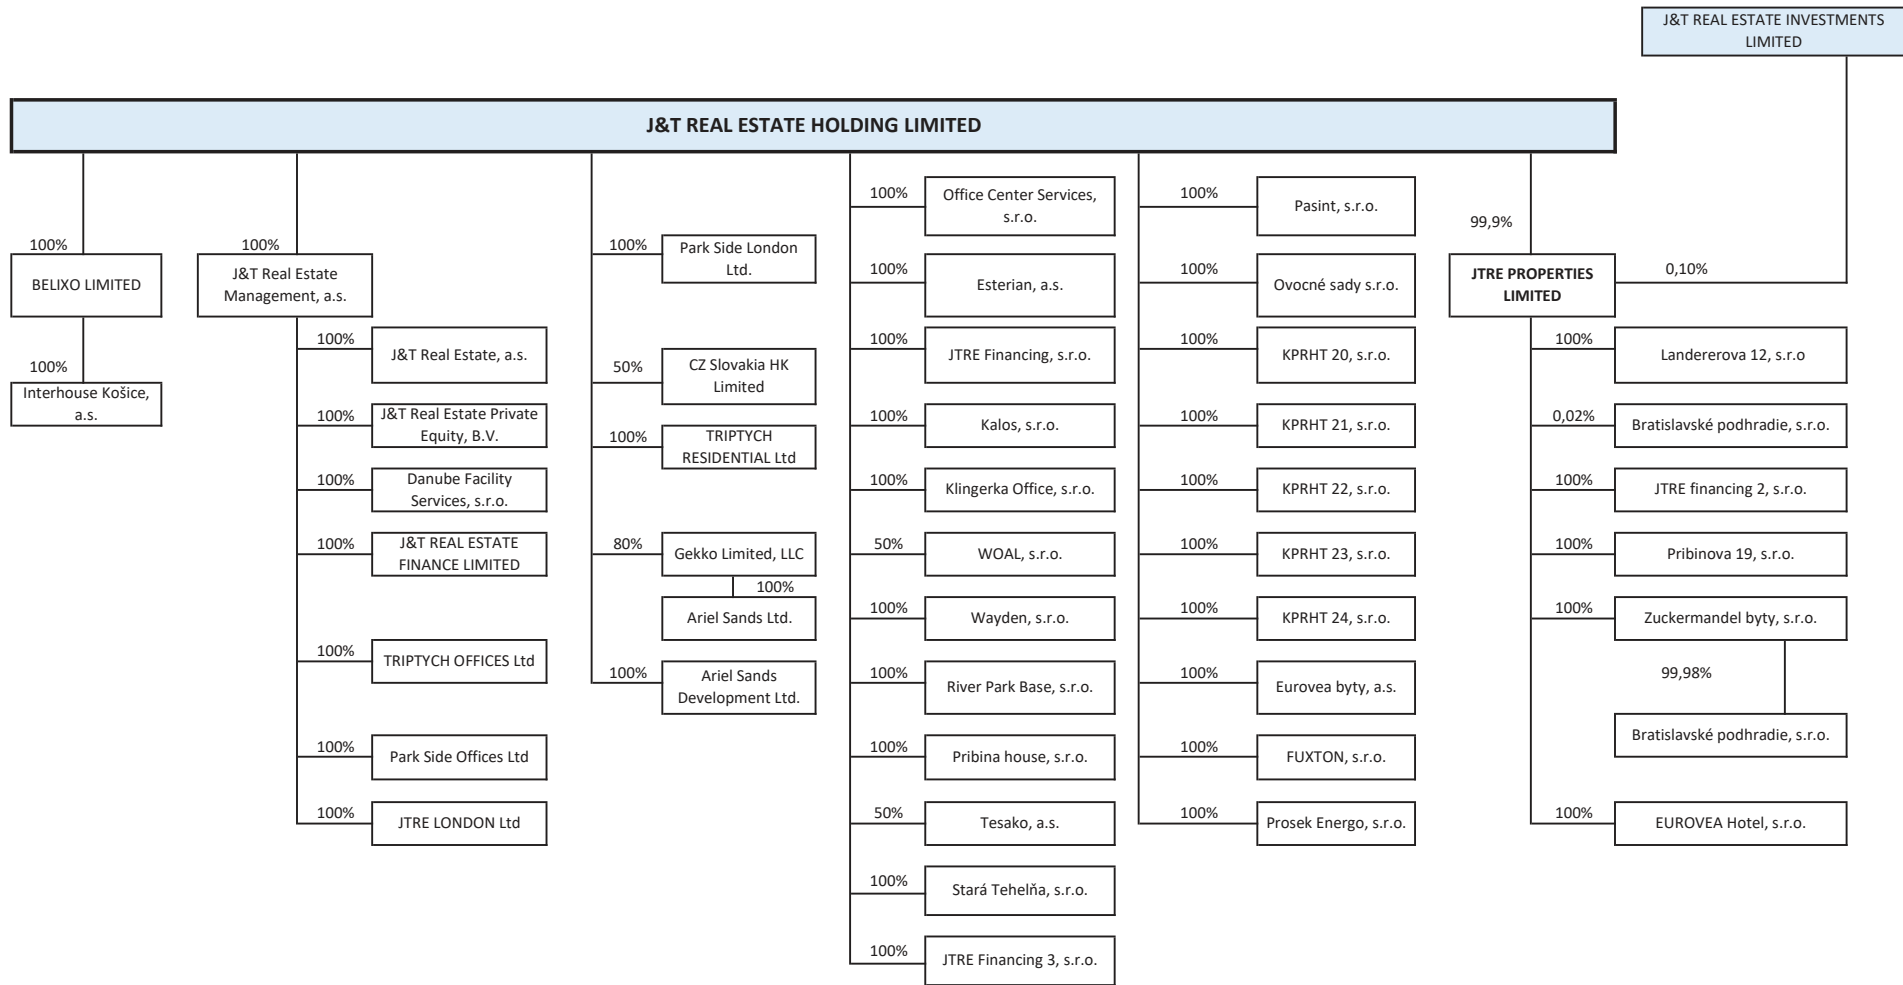 J&T REAL ESTATE INVESTMENTS
LIMITED
J&T REAL ESTATE HOLDING LIMITED
100%
BELIXO LIMITED
100%
Interhouse Košice,
a.s.
100%
J&T Real Estate
Management, a.s.
100%
J&T Real Estate, a.s.
100%
J&T Real Estate Private
Equity, B.V.
100%
Danube Facility
Services, s.r.o.
100%
J&T REAL ESTATE
FINANCE LIMITED
100%
TRIPTYCH OFFICES Ltd
100%
Park Side Offices Ltd
100%
JTRE LONDON Ltd
100%
Park Side London
Ltd.
50%
CZ Slovakia HK
Limited
100%
TRIPTYCH
RESIDENTIAL Ltd
80%
Gekko Limited, LLC
100%
Ariel Sands Ltd.
100%
Ariel Sands
Development Ltd.
100%
Office Center Services,
s.r.o.
100%
Esterian, a.s.
100%
JTRE Financing, s.r.o.
100%
Kalos, s.r.o.
100%
Klingerka Office, s.r.o.
50%
WOAL, s.r.o.
100%
Wayden, s.r.o.
100%
River Park Base, s.r.o.
100%
Pribina house, s.r.o.
50%
Tesako, a.s.
100%
Stará Tehelňa, s.r.o.
100%
JTRE Financing 3, s.r.o.
100%
Pasint, s.r.o.
100%
Ovocné sady s.r.o.
100%
KPRHT 20, s.r.o.
100%
KPRHT 21, s.r.o.
100%
KPRHT 22, s.r.o.
100%
KPRHT 23, s.r.o.
100%
KPRHT 24, s.r.o.
100%
Eurovea byty, a.s.
100%
FUXTON, s.r.o.
100%
Prosek Energo, s.r.o.
99,9%
JTRE PROPERTIES
LIMITED
0,10%
100%
Landererova 12, s.r.o
0,02%
Bratislavské podhradie, s.r.o.
100%
JTRE financing 2, s.r.o.
100%
Pribinova 19, s.r.o.
100%
Zuckermandel byty, s.r.o.
99,98%
Bratislavské podhradie, s.r.o.
100%
EUROVEA Hotel, s.r.o.